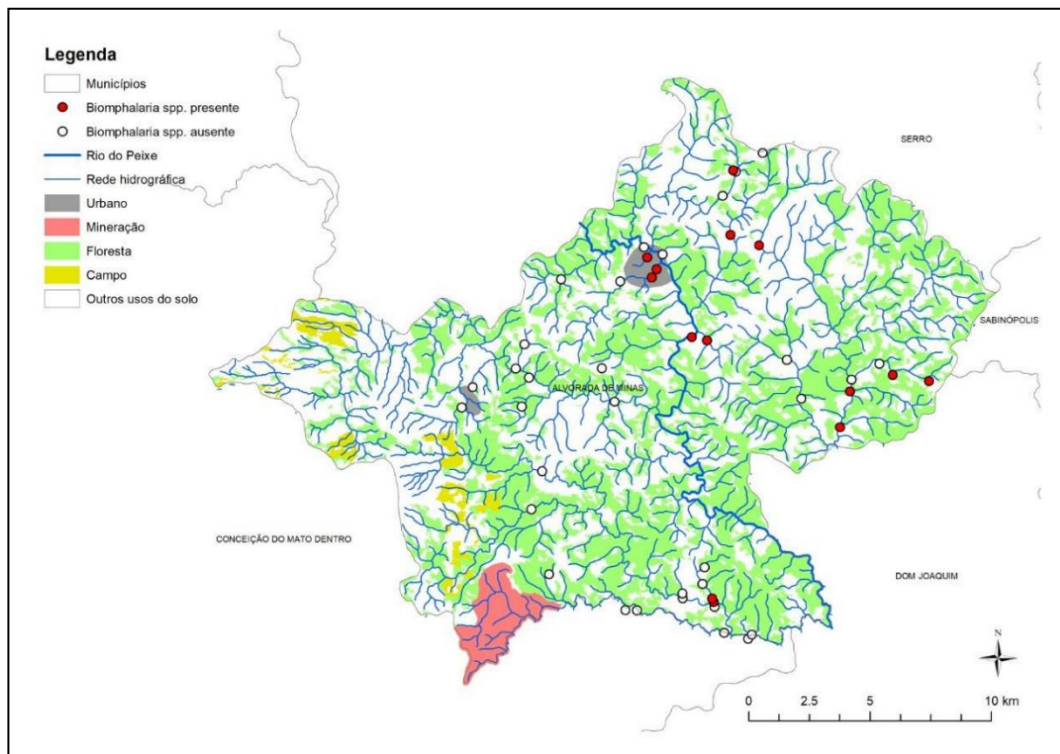 Legenda
Municípios
Biomphalaria spp. presente
Biomphalaria spp. ausente
Rio do Peixe
Rede hidrográfica
Urbano
Mineração
Floresta
Campo
Outros usos do solo
SERRO
SABINÓPOLIS
ALVORADA DE MINAS
CONCEIÇÃO DO MATO DENTRO
DOM JOAQUIM
N
0 2.5 5 10 km